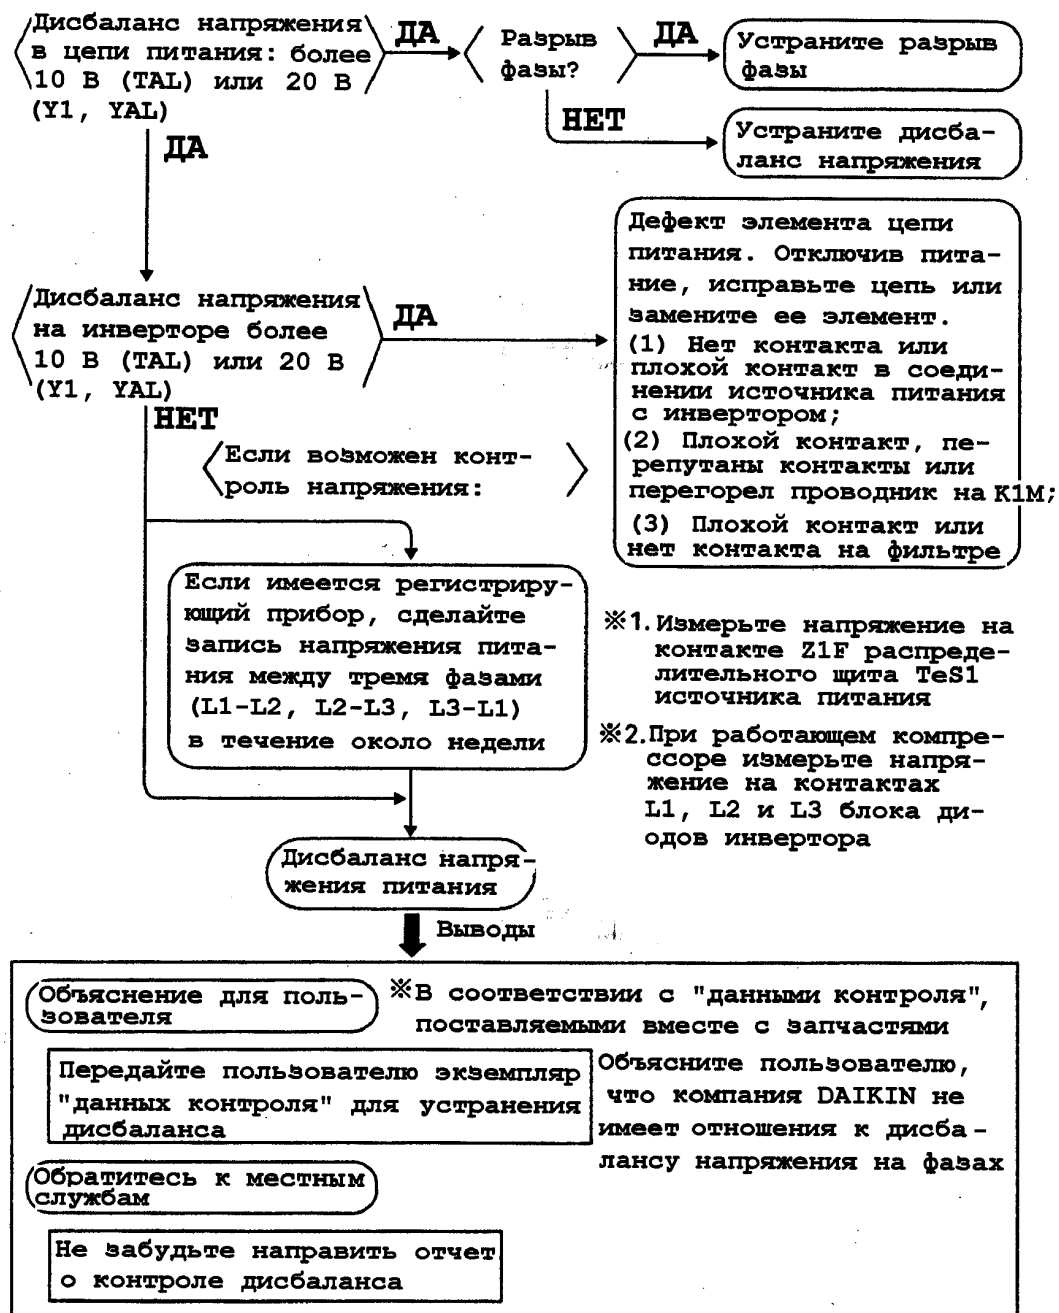 Дисбаланс напряжения
в цепи питания: более
10 В (TAL) или 20 В
(Y1, YAL)
ДА
Разрыв
фазы?
ДА
Устраните разрыв
фазы
НЕТ
Устраните дисба-
ланс напряжения
ДА
Дисбаланс напряжения
на инверторе более
10 В (TAL) или 20 В
(Y1, YAL)
ДА
Дефект элемента цепи
питания. Отключив пита-
ние, исправьте цепь или
замените ее элемент.
(1) Нет контакта или
плохой контакт в соеди-
нении источника питания
с инвертором;
(2) Плохой контакт, пе-
репутаны контакты или
перегорел проводник на K1M;
(3) Плохой контакт или
нет контакта на фильтре
НЕТ
Если возможен конт-
роль напряжения:
Если имеется регистрирую-
ющий прибор, сделайте
запись напряжения пита-
ния между тремя фазами
(L1-L2, L2-L3, L3-L1)
в течение около недели
※1. Измерьте напряжение на
контакте Z1F распреде-
лительного щита TeS1
источника питания
※2. При работающем компре-
ссоре измерьте напря-
жение на контактах
L1, L2 и L3 блока ди-
одов инвертора
Дисбаланс напря-
жения питания
Выводы
Объяснение для поль-
зователя
※В соответствии с "данными контроля",
поставляемыми вместе с запчастями
Передайте пользователю экземпляр
"данных контроля" для устранения
дисбаланса
Объясните пользователю,
что компания DAIKIN не
имеет отношения к дисба-
лансу напряжения на фазах
Обратитесь к местным
службам
Не забудьте направить отчет
о контроле дисбаланса